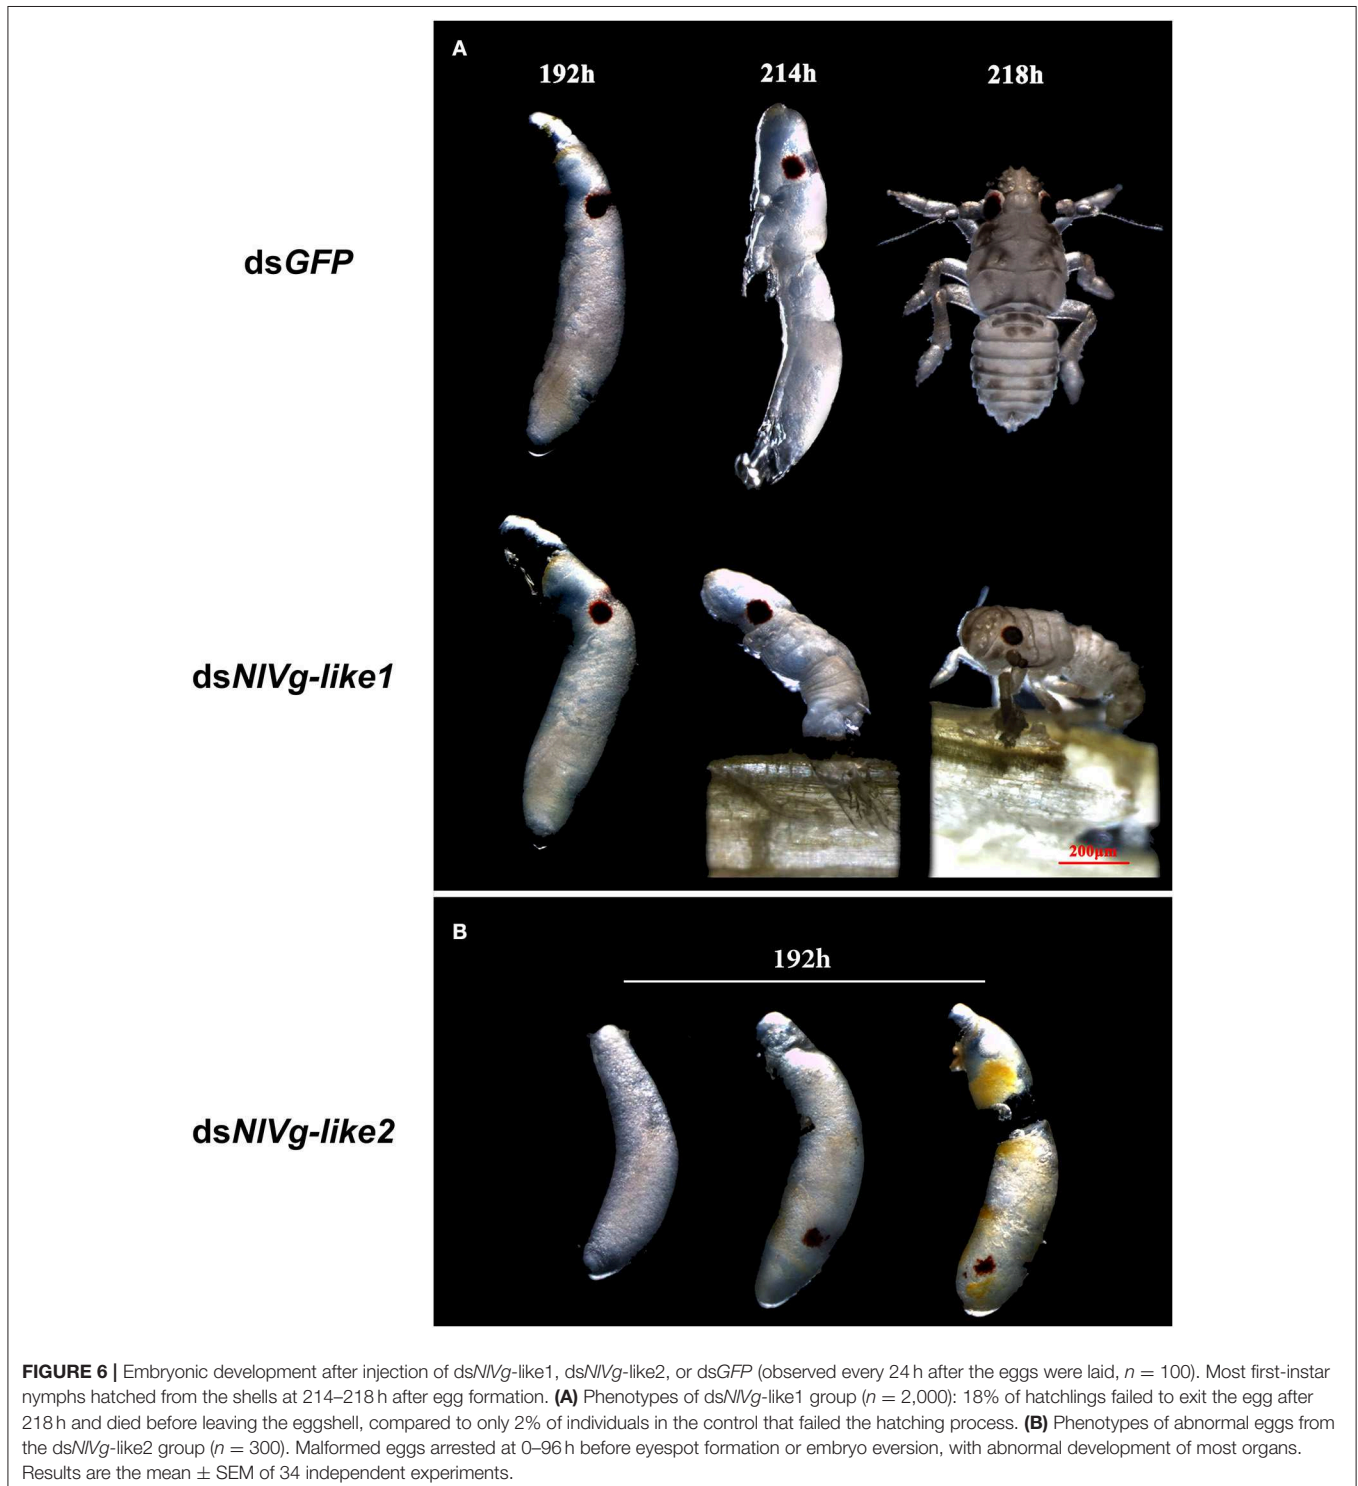 A
192h
214h
218h
dsGFP
dsNlVg-like1
200μm
B
192h
dsNlVg-like2
FIGURE 6 | Embryonic development after injection of dsNlVg-like1, dsNlVg-like2, or dsGFP (observed every 24 h after the eggs were laid, n = 100). Most first-instar
nymphs hatched from the shells at 214–218 h after egg formation. (A) Phenotypes of dsNlVg-like1 group (n = 2,000): 18% of hatchlings failed to exit the egg after
218 h and died before leaving the eggshell, compared to only 2% of individuals in the control that failed the hatching process. (B) Phenotypes of abnormal eggs from
the dsNlVg-like2 group (n = 300). Malformed eggs arrested at 0–96 h before eyespot formation or embryo eversion, with abnormal development of most organs.
Results are the mean ± SEM of 34 independent experiments.